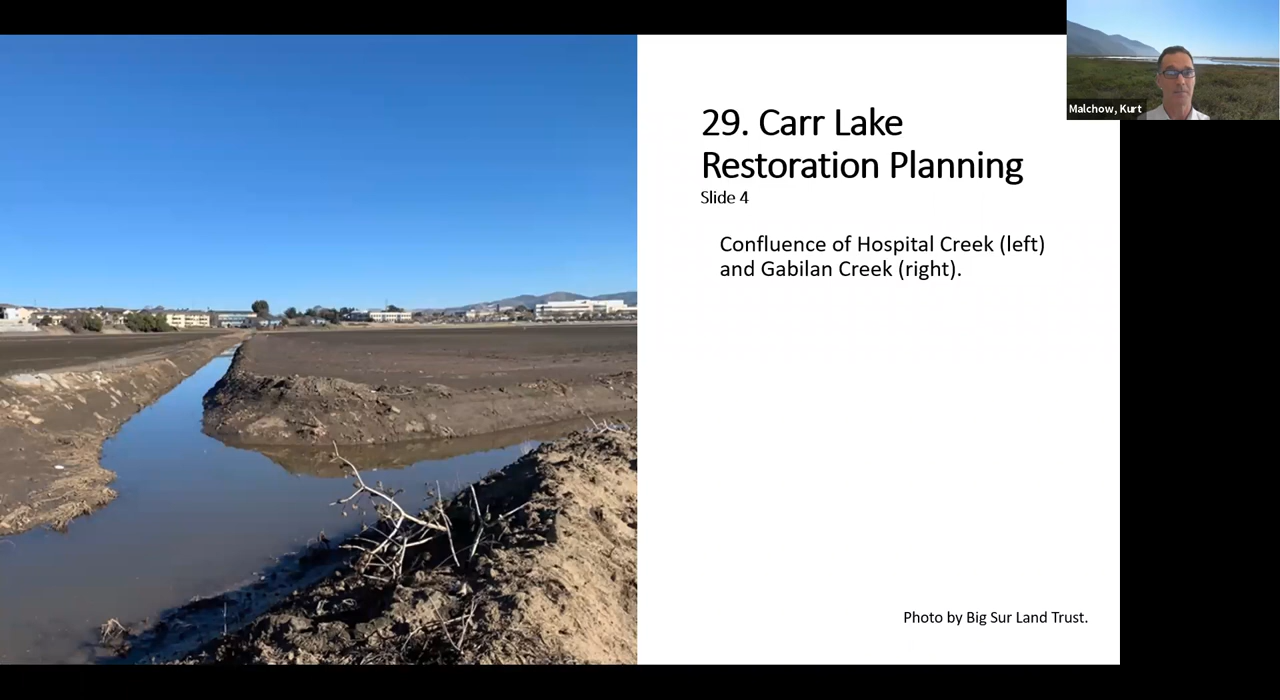 29. Carr Lake
Restoration Planning
Slide 4
Confluence of Hospital Creek (left)
and Gabilan Creek (right).
Photo by Big Sur Land Trust.
Malchow, Kurt